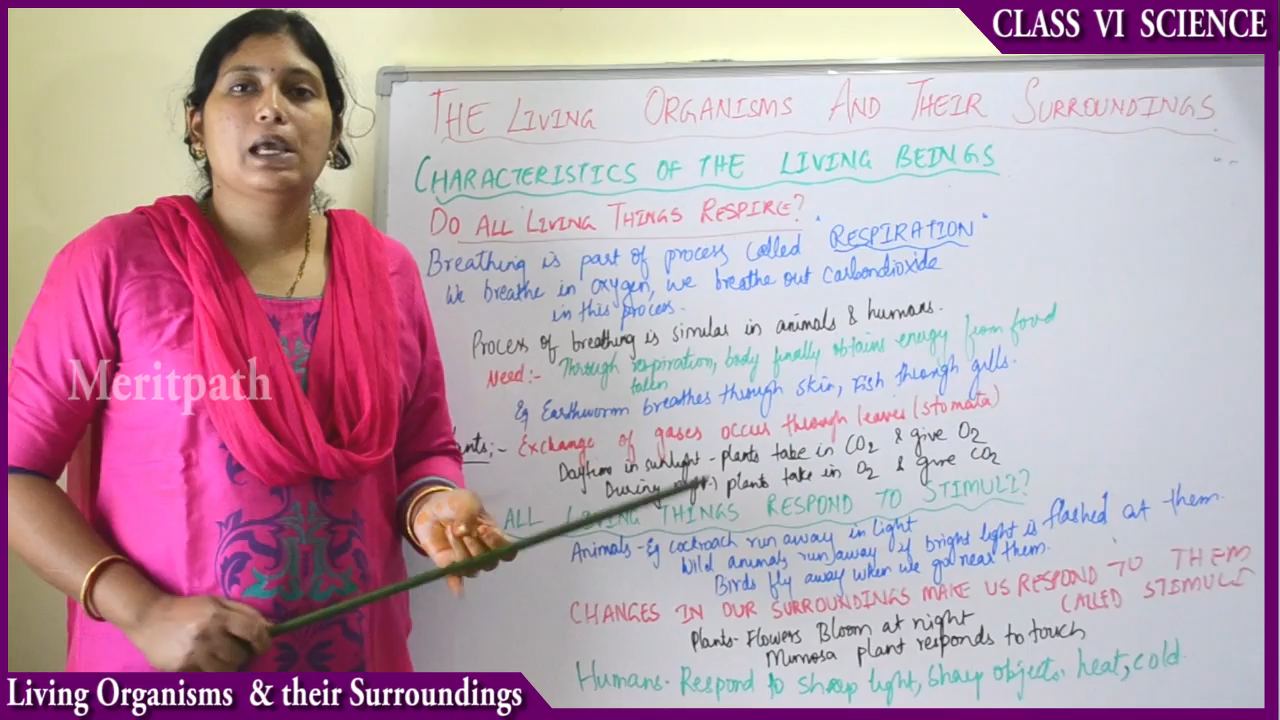 CLASS VI SCIENCE
THE LIVING ORGANISMS AND THEIR SURROUNDINGS
CHARACTERISTICS OF THE LIVING BEINGS
DO ALL LIVING THINGS RESPIRE?
Breathing is part of process called "RESPIRATION"
We breathe in oxygen, we breathe out carbondioxide
in this process.
Process of breathing is similar in animals & humans.
Need:- Through respiration, body finally obtains energy from food
taken
Eg Earthworm breathes through skin, Fish through gills.
:- Exchange of gases occur through leaves (stomata)
Daytime in sunlight - plants take in CO2 & give O2
During plants take in O2 & give CO2
ALL LIVING THINGS RESPOND TO STIMULI?
Animals - Eg cockroach run away in light
Wild animals run away if bright light is flashed at them.
Birds fly away when we go near them.
CHANGES IN OUR SURROUNDINGS MAKE US RESPOND TO THEM
CALLED STIMULI
Plants - Flowers Bloom at night
Mimosa plant responds to touch
Humans - Respond to sharp light, sharp objects, heat, cold.
Meritpath
Living Organisms & their Surroundings